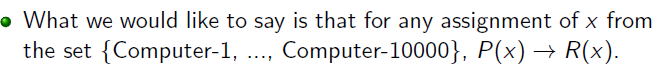 What we would like to say is that for any assignment of x from
the set {Computer-1, ..., Computer-10000}, P(x) → R(x).